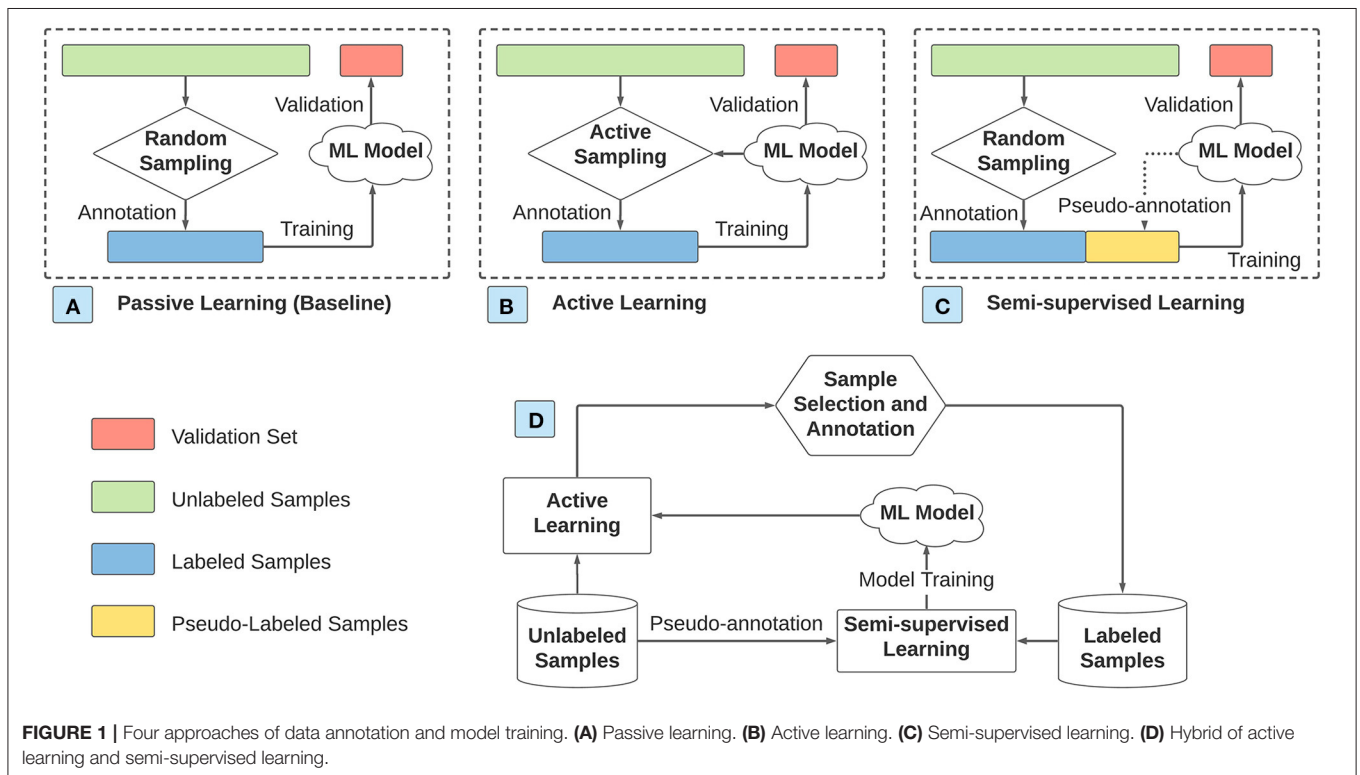 Validation
Random
Sampling
ML Model
Annotation
Training
A
Passive Learning (Baseline)
Validation
Active
Sampling
ML Model
Annotation
Training
B
Active Learning
Validation
Random
Sampling
ML Model
Annotation
Pseudo-annotation
Training
C
Semi-supervised Learning
Validation Set
Unlabeled Samples
Labeled Samples
Pseudo-Labeled Samples
D
Sample
Selection and
Annotation
Active
Learning
ML Model
Model Training
Unlabeled
Samples
Pseudo-annotation
Semi-supervised
Learning
Labeled
Samples
FIGURE 1 | Four approaches of data annotation and model training. (A) Passive learning. (B) Active learning. (C) Semi-supervised learning. (D) Hybrid of active
learning and semi-supervised learning.